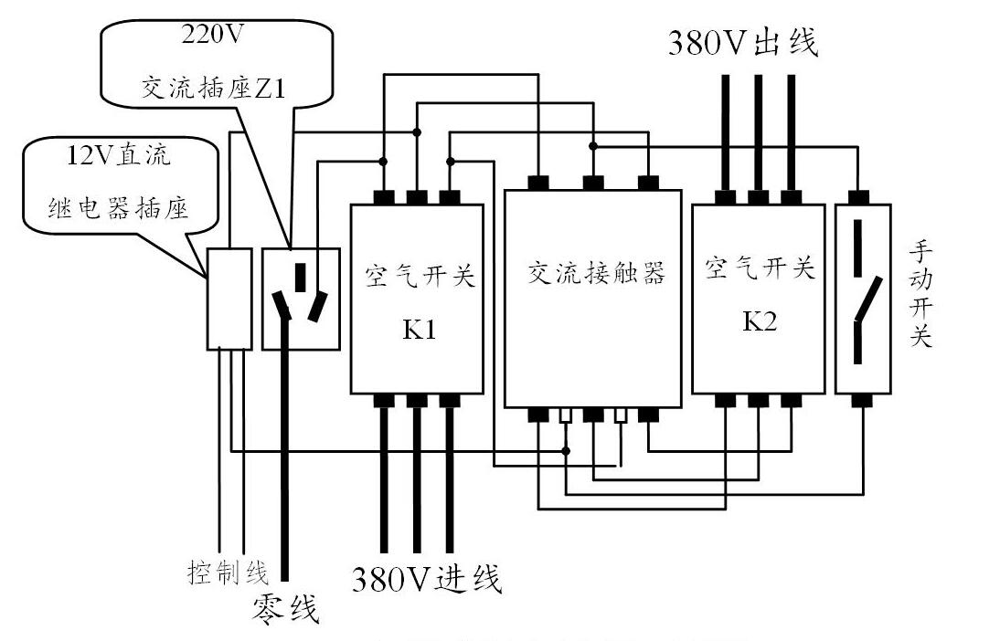 220V
交流插座Z1
380V出线
12V直流
继电器插座
空气开关
K1
交流接触器
空气开关
K2
手动开关
控制线
零线
380V进线